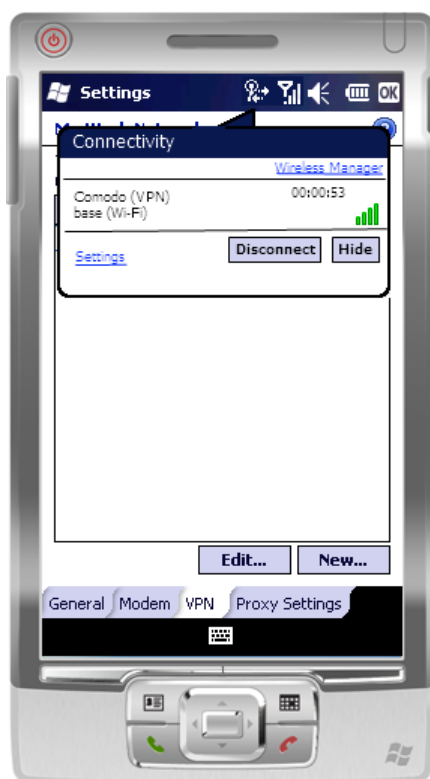 Settings
OK
Connectivity
Wireless Manager
Comodo (VPN) 00:00:53
base (Wi-Fi)
Settings Disconnect Hide
Edit... New...
General Modem VPN Proxy Settings